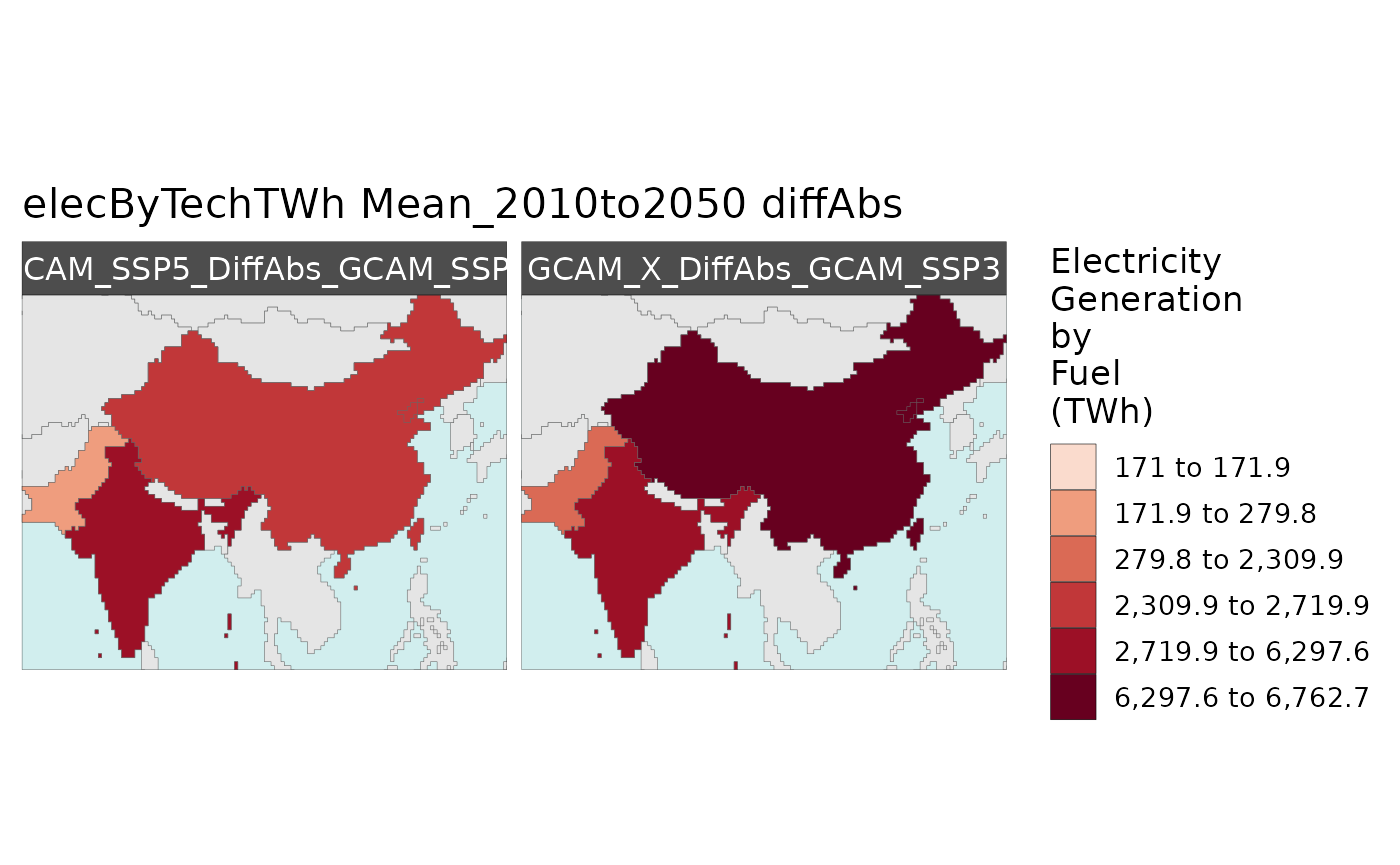 elecByTechTWh Mean_2010to2050 diffAbs
CAM_SSP5_DiffAbs_GCAM_SSP
GCAM_X_DiffAbs_GCAM_SSP3
Electricity
Generation
by
Fuel
(TWh)
171 to 171.9
171.9 to 279.8
279.8 to 2,309.9
2,309.9 to 2,719.9
2,719.9 to 6,297.6
6,297.6 to 6,762.7